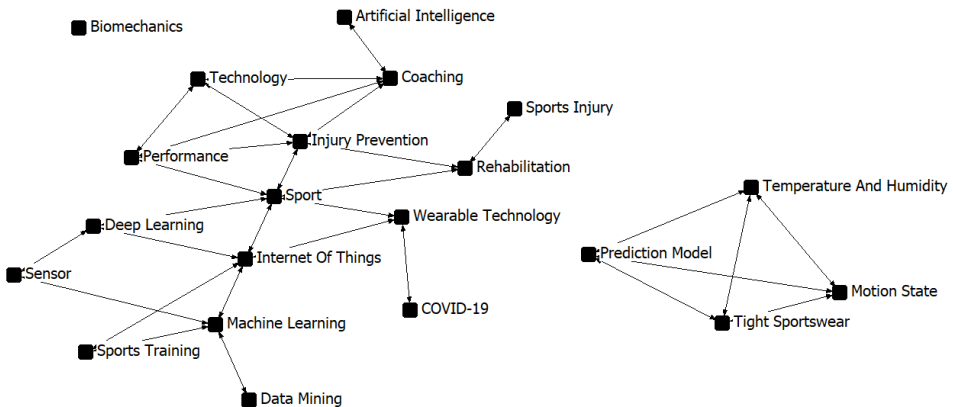 Artificial Intelligence
Biomechanics
Technology
Coaching
Sports Injury
Injury Prevention
Performance
Rehabilitation
Temperature And Humidity
Sport
Wearable Technology
Deep Learning
Prediction Model
Internet Of Things
Sensor
Motion State
COVID-19
Machine Learning
Tight Sportswear
Sports Training
Data Mining